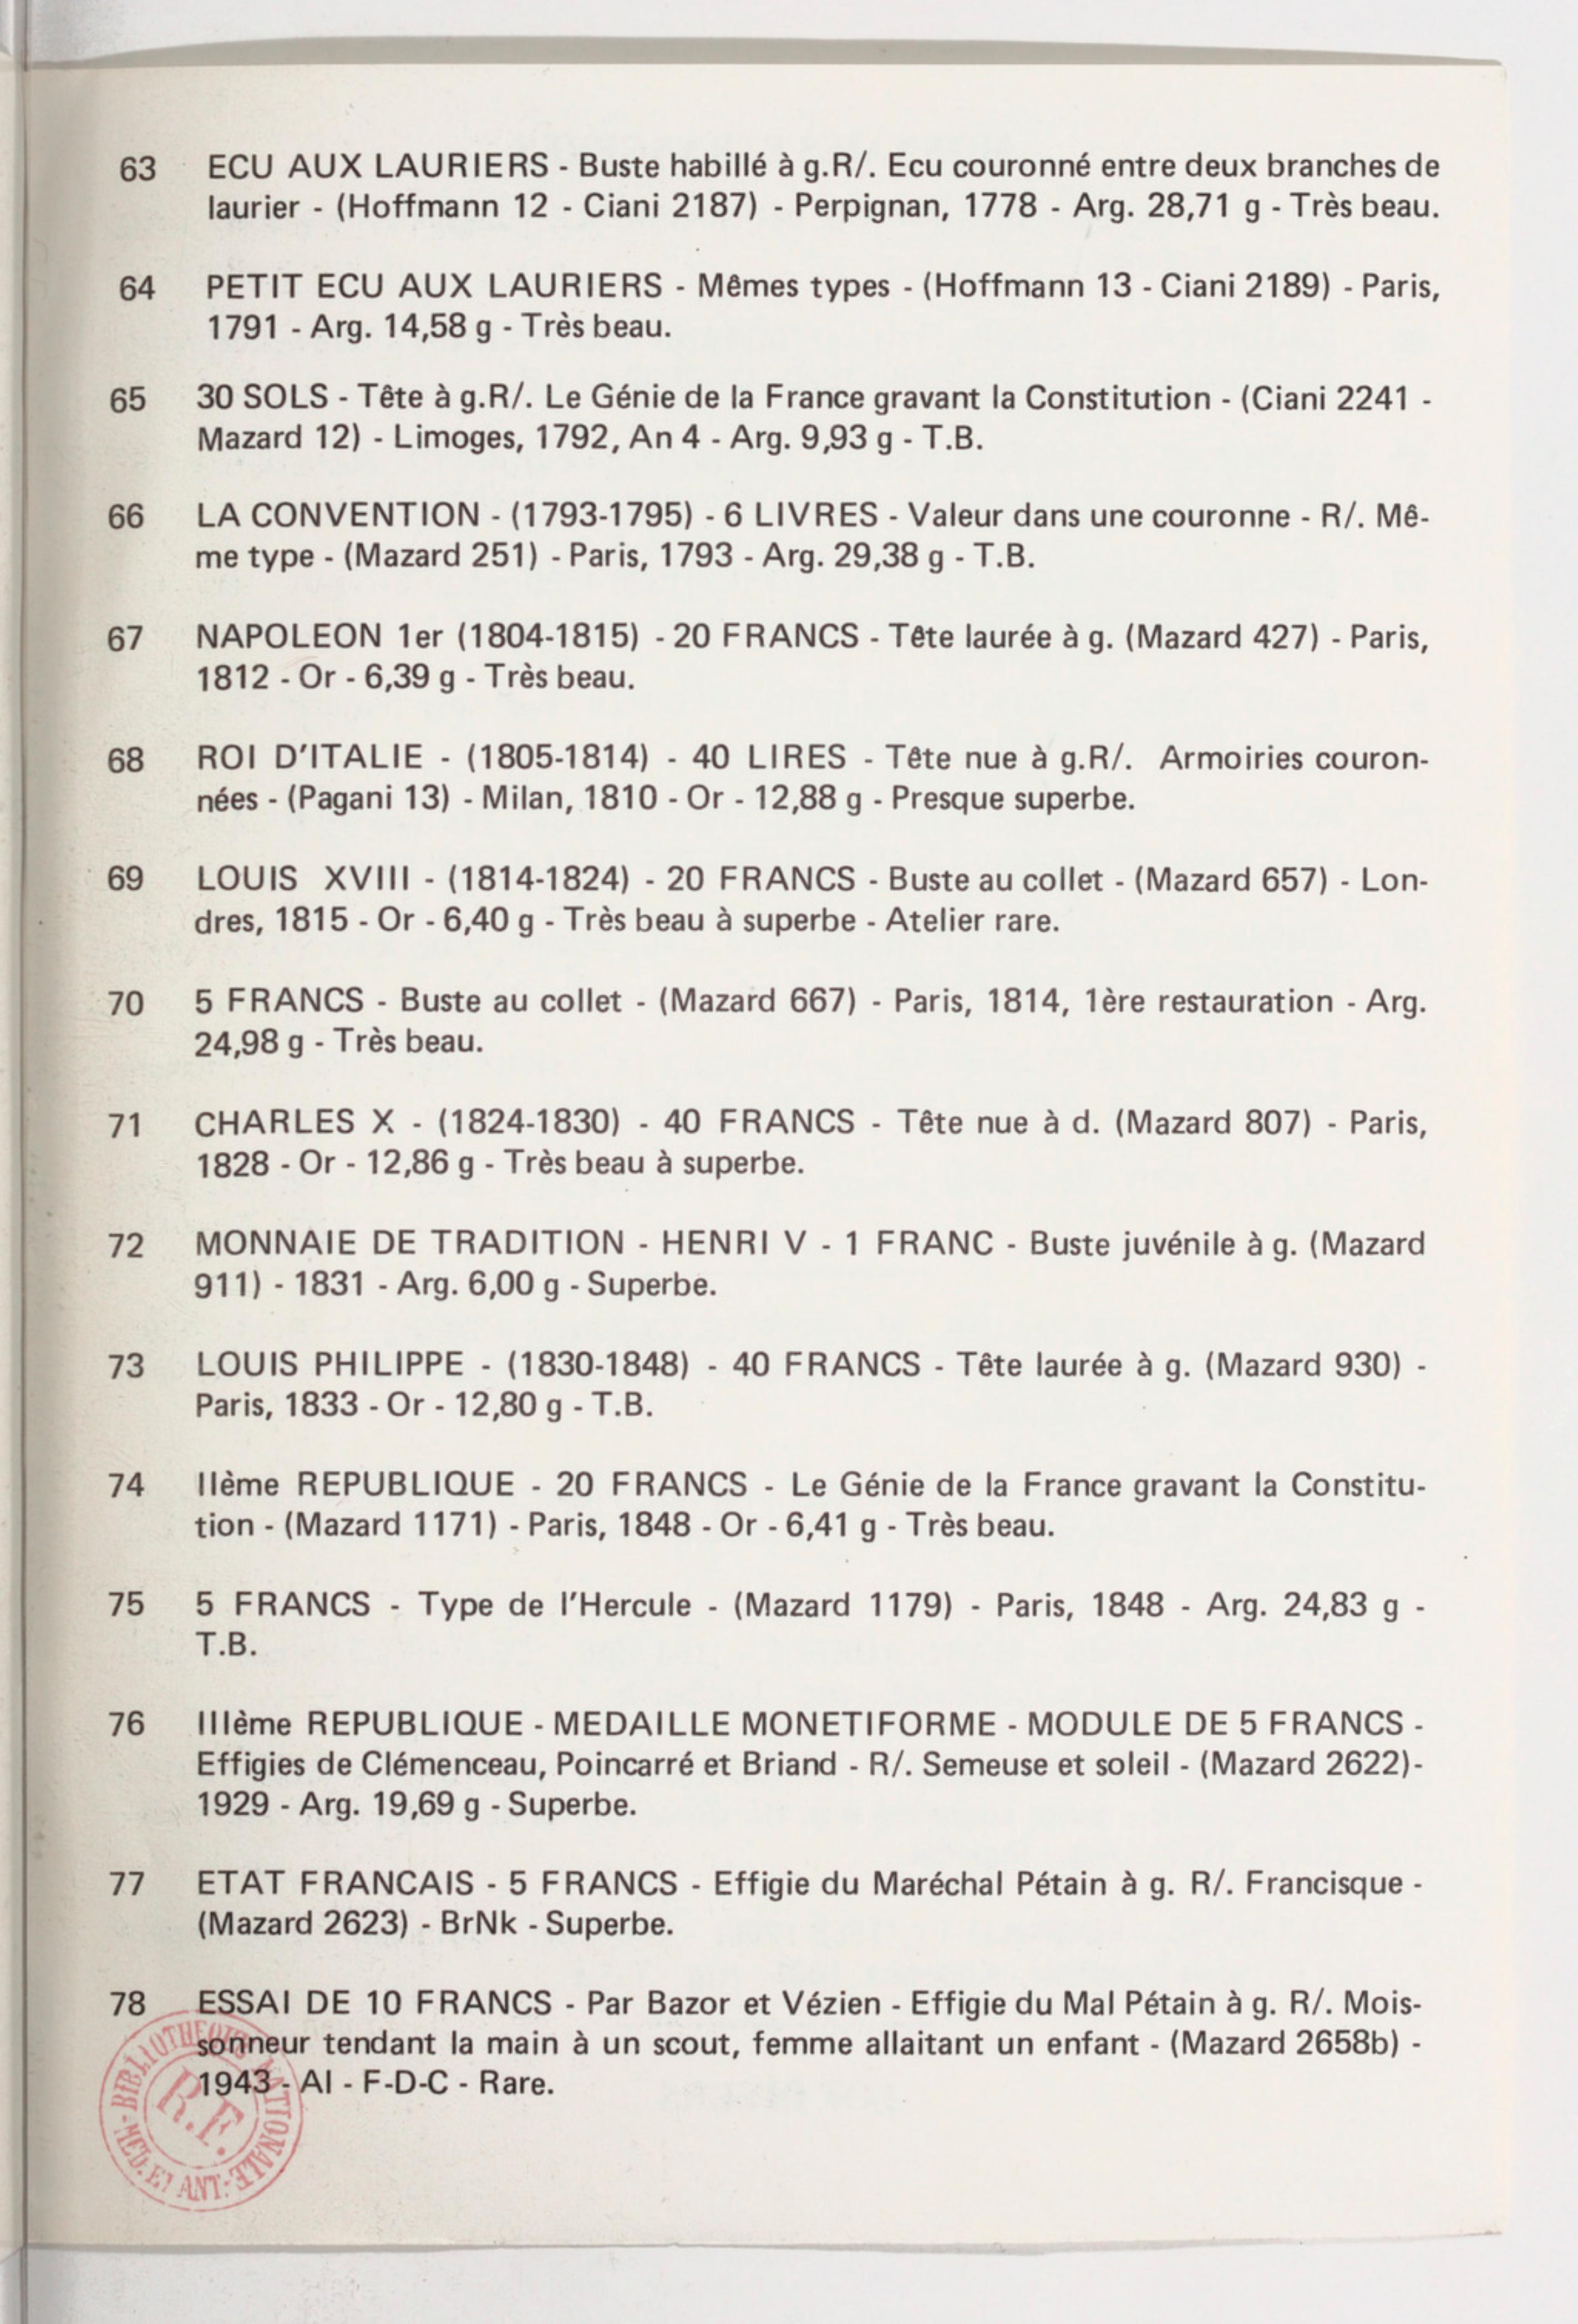 63 ECU AUX LAURIERS - Buste habillé à g.R/. Ecu couronné entre deux branches de
laurier - (Hoffmann 12 - Ciani 2187) - Perpignan, 1778 - Arg. 28,71 g - Très beau.
64 PETIT ECU AUX LAURIERS - Mêmes types - (Hoffmann 13 - Ciani 2189) - Paris,
1791 - Arg. 14,58 g - Très beau.
65 30 SOLS - Tête à g.R/. Le Génie de la France gravant la Constitution - (Ciani 2241 -
Mazard 12) - Limoges, 1792, An 4 - Arg. 9,93 g - T.B.
66 LA CONVENTION - (1793-1795) - 6 LIVRES - Valeur dans une couronne - R/. Mê-
me type - (Mazard 251) - Paris, 1793 - Arg. 29,38 g - T.B.
67 NAPOLEON 1er (1804-1815) - 20 FRANCS - Tête laurée à g. (Mazard 427) - Paris,
1812 - Or - 6,39 g - Très beau.
68 ROI D'ITALIE - (1805-1814) - 40 LIRES - Tête nue à g.R/. Armoiries couron-
nées - (Pagani 13) - Milan, 1810 - Or - 12,88 g - Presque superbe.
69 LOUIS XVIII - (1814-1824) - 20 FRANCS - Buste au collet - (Mazard 657) - Lon-
dres, 1815 - Or - 6,40 g - Très beau à superbe - Atelier rare.
70 5 FRANCS - Buste au collet - (Mazard 667) - Paris, 1814, 1ère restauration - Arg.
24,98 g - Très beau.
71 CHARLES X - (1824-1830) - 40 FRANCS - Tête nue à d. (Mazard 807) - Paris,
1828 - Or - 12,86 g - Très beau à superbe.
72 MONNAIE DE TRADITION - HENRI V - 1 FRANC - Buste juvénile à g. (Mazard
911) - 1831 - Arg. 6,00 g - Superbe.
73 LOUIS PHILIPPE - (1830-1848) - 40 FRANCS - Tête laurée à g. (Mazard 930) -
Paris, 1833 - Or - 12,80 g - T.B.
74 IIème REPUBLIQUE - 20 FRANCS - Le Génie de la France gravant la Constitu-
tion - (Mazard 1171) - Paris, 1848 - Or - 6,41 g - Très beau.
75 5 FRANCS - Type de l'Hercule - (Mazard 1179) - Paris, 1848 - Arg. 24,83 g -
T.B.
76 IIIème REPUBLIQUE - MEDAILLE MONETIFORME - MODULE DE 5 FRANCS -
Effigies de Clémenceau, Poincarré et Briand - R/. Semeuse et soleil - (Mazard 2622)-
1929 - Arg. 19,69 g - Superbe.
77 ETAT FRANCAIS - 5 FRANCS - Effigie du Maréchal Pétain à g. R/. Francisque -
(Mazard 2623) - BrNk - Superbe.
78 ESSAI DE 10 FRANCS - Par Bazor et Vézien - Effigie du Mal Pétain à g. R/. Mois-
sonneur tendant la main à un scout, femme allaitant un enfant - (Mazard 2658b) -
1943 - Al - F-D-C - Rare.
BIBLIOTHEQUE NATIONALE
R.F.
MED. ET ANT.